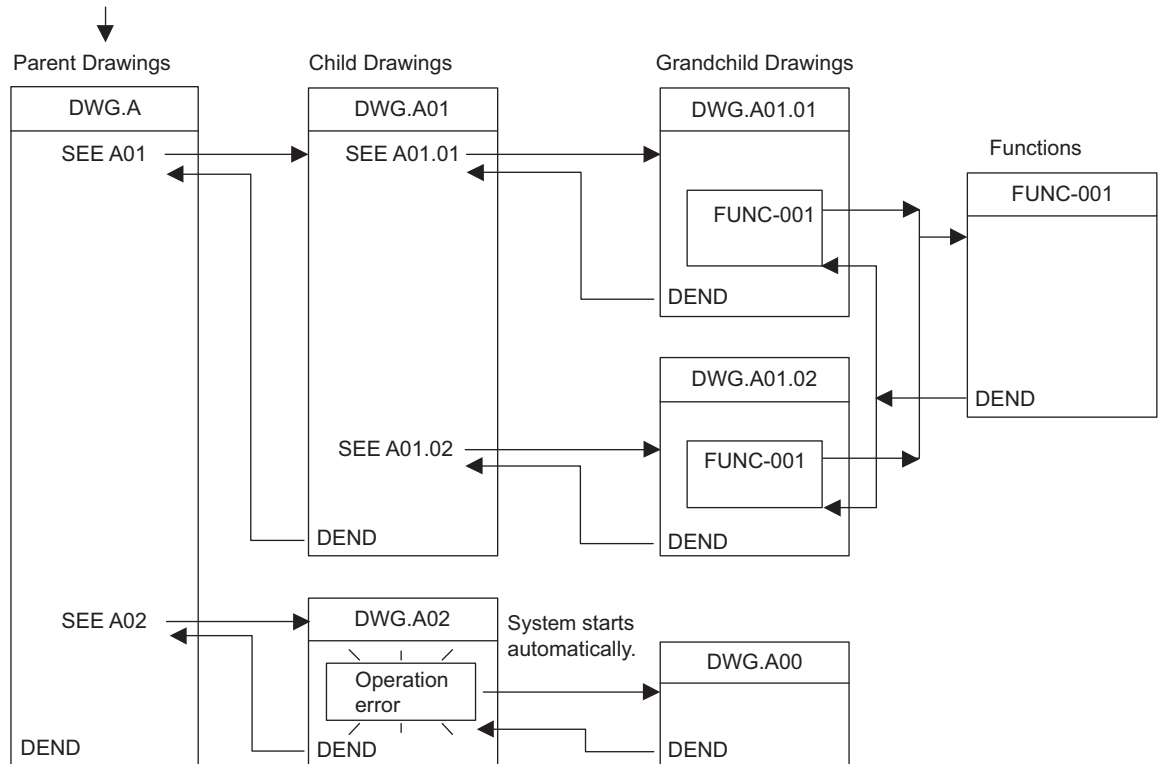 Parent Drawings
DWG.A
SEE A01
SEE A02
DEND
Child Drawings
DWG.A01
SEE A01.01
SEE A01.02
DEND
DWG.A02
Operation
error
DEND
System starts
automatically.
Grandchild Drawings
DWG.A01.01
FUNC-001
DEND
DWG.A01.02
FUNC-001
DEND
DWG.A00
DEND
Functions
FUNC-001
DEND